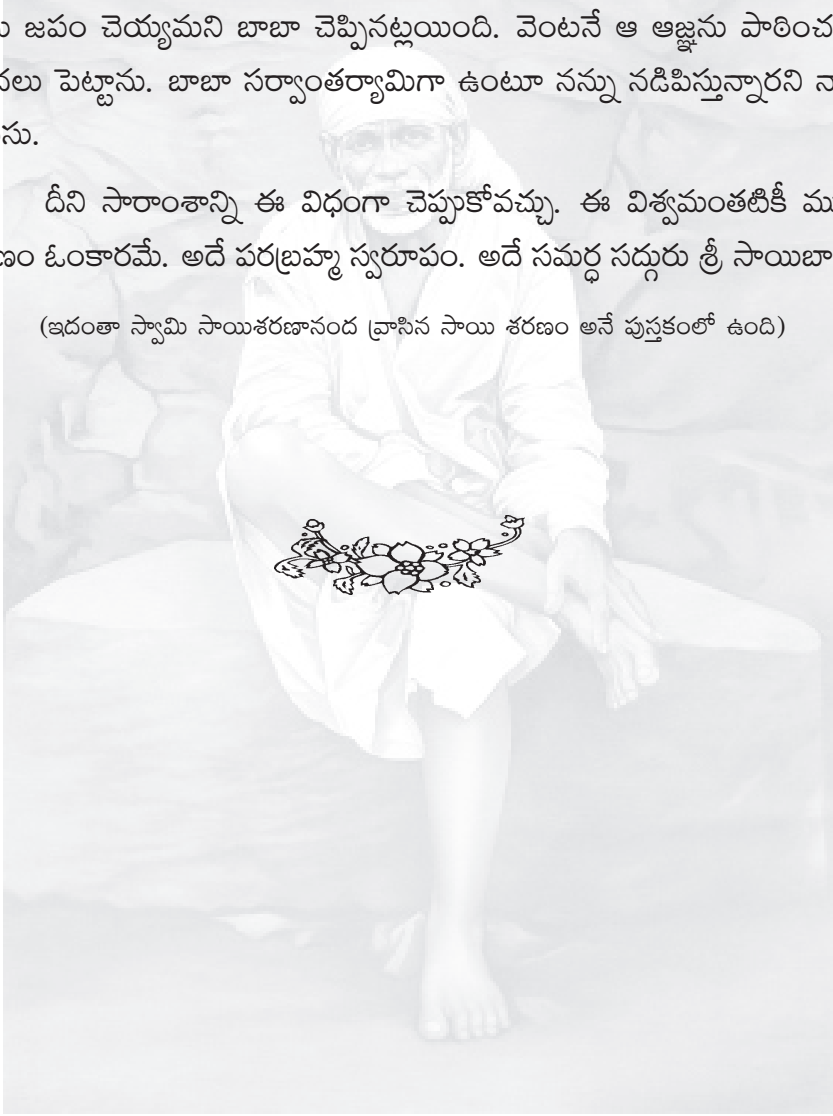 జపం చెయ్యమని బాబా చెప్పినట్లయింది. వెంటనే ఆ ఆజ్ఞను పాఠించ
పెట్టాను. బాబా సర్వాంతర్యామిగా ఉంటూ నన్ను నడిపిస్తున్నారని
దీని సారాంశాన్ని ఈ విధంగా చెప్పుకోవచ్చు. ఈ విశ్వమంతటికీ
ఓంకారమే. అదే పరబ్రహ్మ స్వరూపం. అదే సమర్ధ సద్గురు శ్రీ సాయిబా
(ఇదంతా స్వామి సాయిశరణానంద వ్రాసిన సాయి శరణం అనే పుస్తకంలో ఉంది)